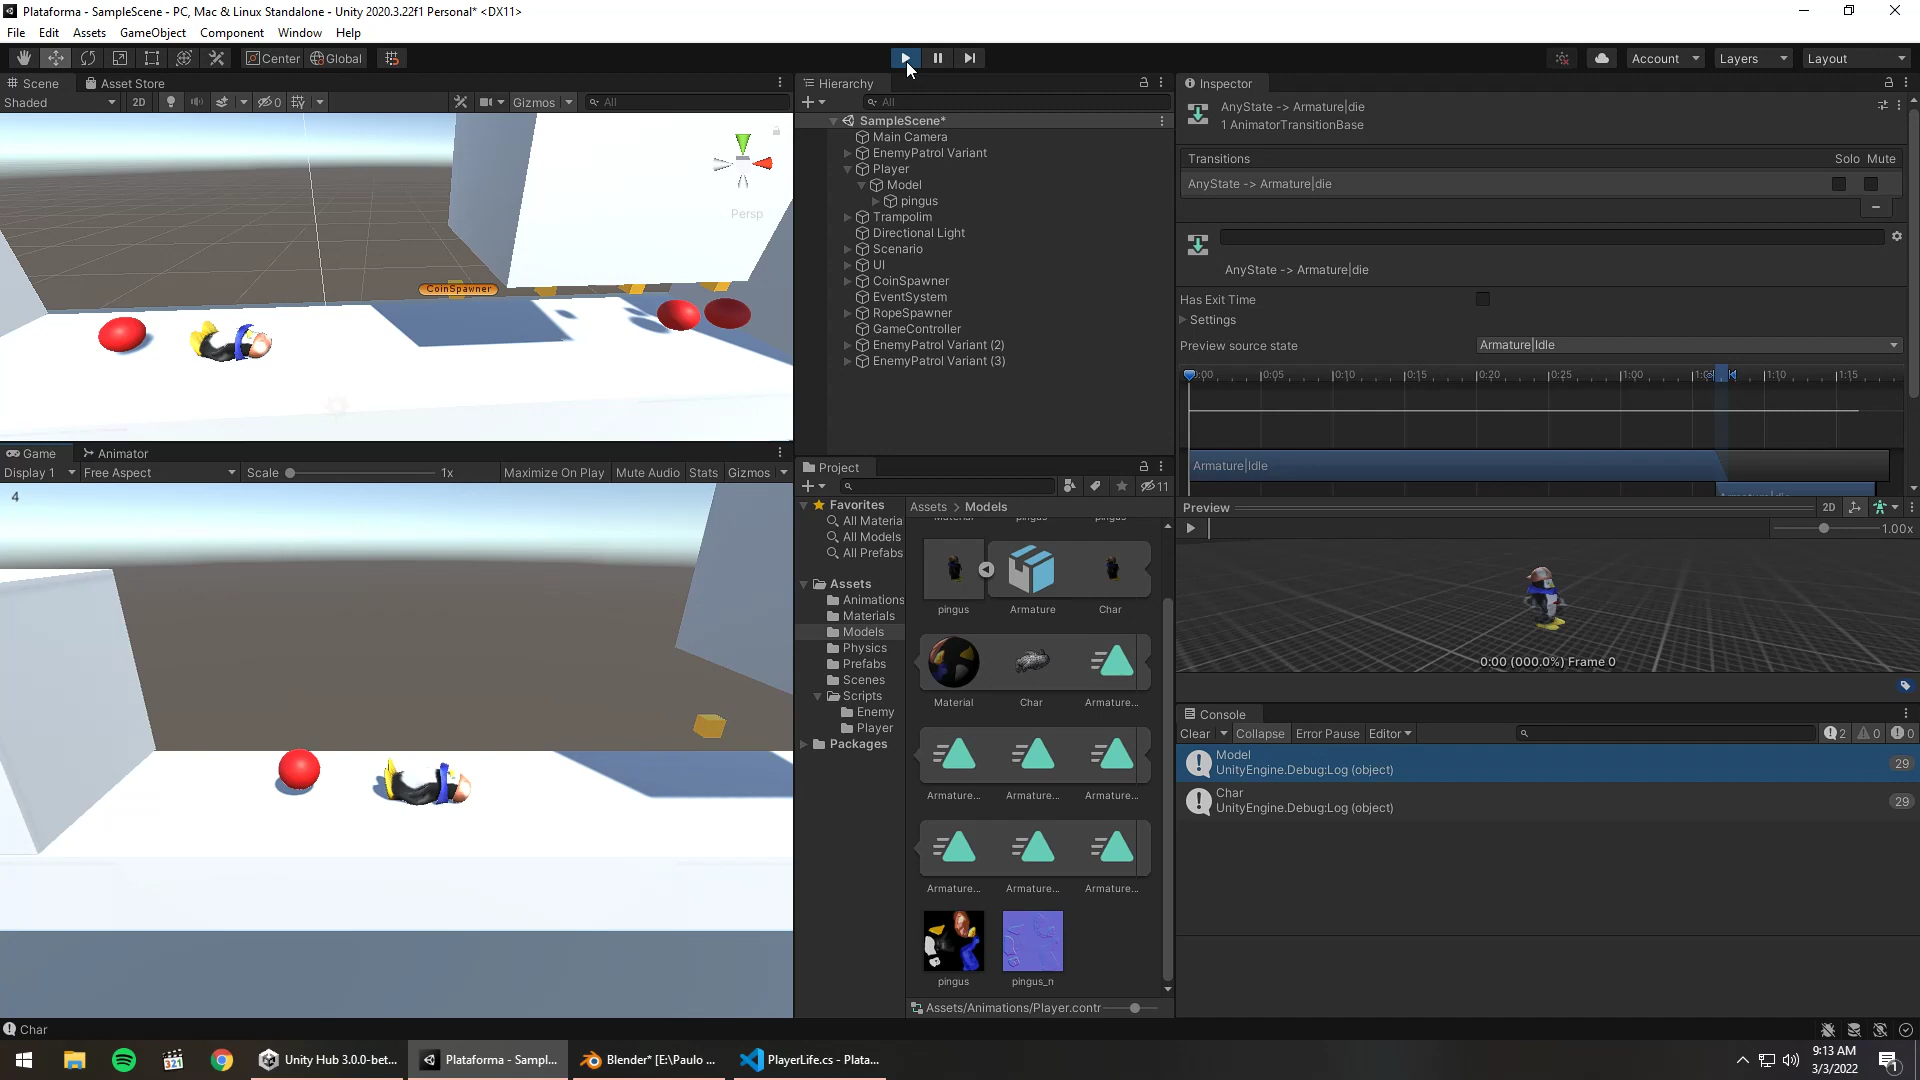 Plataforma - SampleScene - PC, Mac & Linux Standalone - Unity 2020.3.22f1 Personal* <DX11>
File Edit Assets GameObject Component Window Help
Center Global
Account Layers Layout
Scene Asset Store
Shaded 2D 0 Gizmos All
Persp
CoinSpawner
Game Animator
Display 1 Free Aspect Scale 1x Maximize On Play Mute Audio Stats Gizmos
4
Hierarchy
All
SampleScene*
Main Camera
EnemyPatrol Variant
Player
Model
pingus
Trampolim
Directional Light
Scenario
UI
CoinSpawner
EventSystem
RopeSpawner
GameController
EnemyPatrol Variant (2)
EnemyPatrol Variant (3)
Project
11
Favorites
All Materia
All Models
All Prefabs
Assets
Animations
Materials
Models
Physics
Prefabs
Scenes
Scripts
Enemy
Player
Packages
Assets > Models
Material pingus pingus
pingus Armature Char
Material Char Armature...
Armature... Armature... Armature...
Armature... Armature... Armature...
pingus pingus_n
Assets/Animations/Player.contr
Inspector
AnyState -> Armature|die
1 AnimatorTransitionBase
Transitions Solo Mute
AnyState -> Armature|die
AnyState -> Armature|die
Has Exit Time
Settings
Preview source state Armature|Idle
:00 0:05 0:10 0:15 0:20 0:25 1:00 1:10 1:15
Armature|Idle
Armature|die
Preview 2D
1.00x
0:00 (000.0%) Frame 0
Console
Clear Collapse Error Pause Editor 2 0 0
Model
UnityEngine.Debug:Log (object) 29
Char
UnityEngine.Debug:Log (object) 29
Char
321
Unity Hub 3.0.0-bet...
Plataforma - Sampl...
Blender* [E:\Paulo ...
PlayerLife.cs - Plata...
9:13 AM
3/3/2022
1